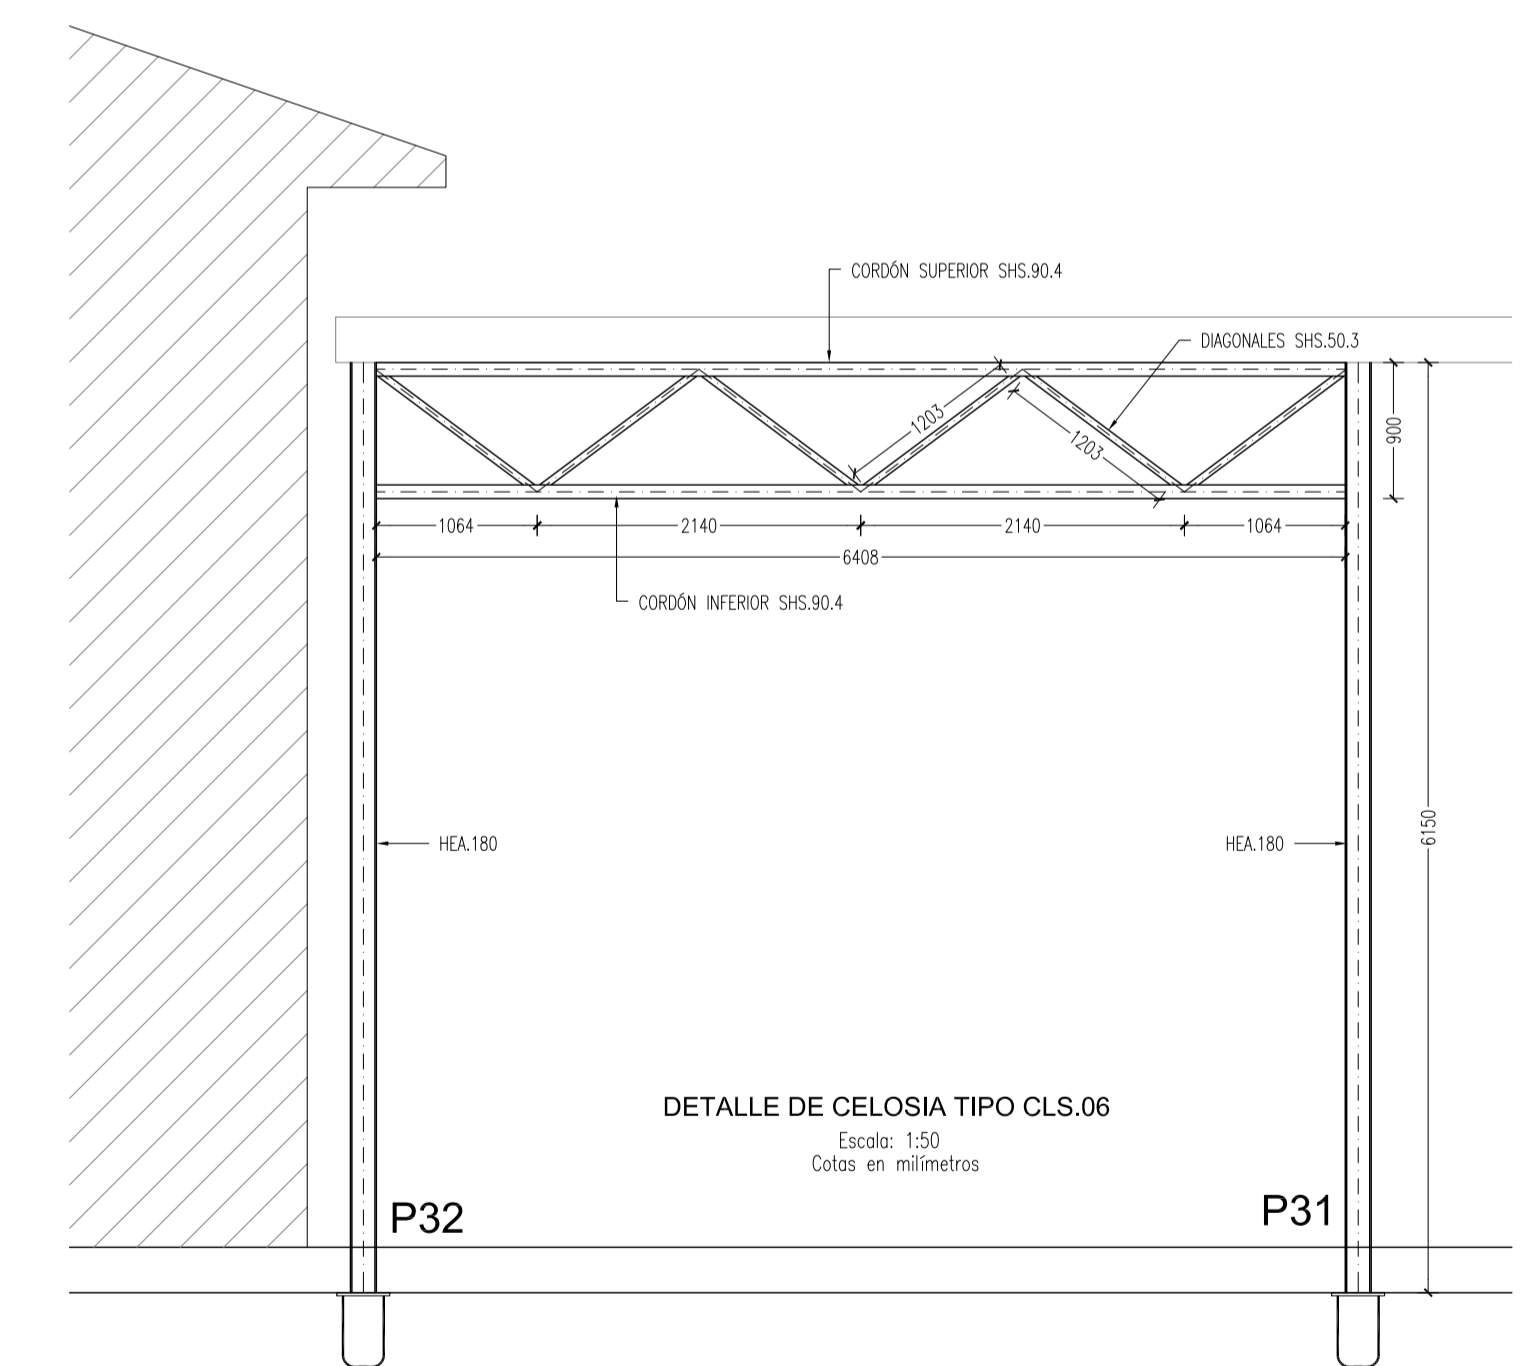 CORDÓN SUPERIOR SHS.90.4
DIAGONALES SHS.50.3
1203
1203
900
1064
2140
2140
1064
6408
CORDÓN INFERIOR SHS.90.4
6150
HEA.180
HEA.180
DETALLE DE CELOSIA TIPO CLS.06
Escala: 1:50
Cotas en milímetros
P32
P31